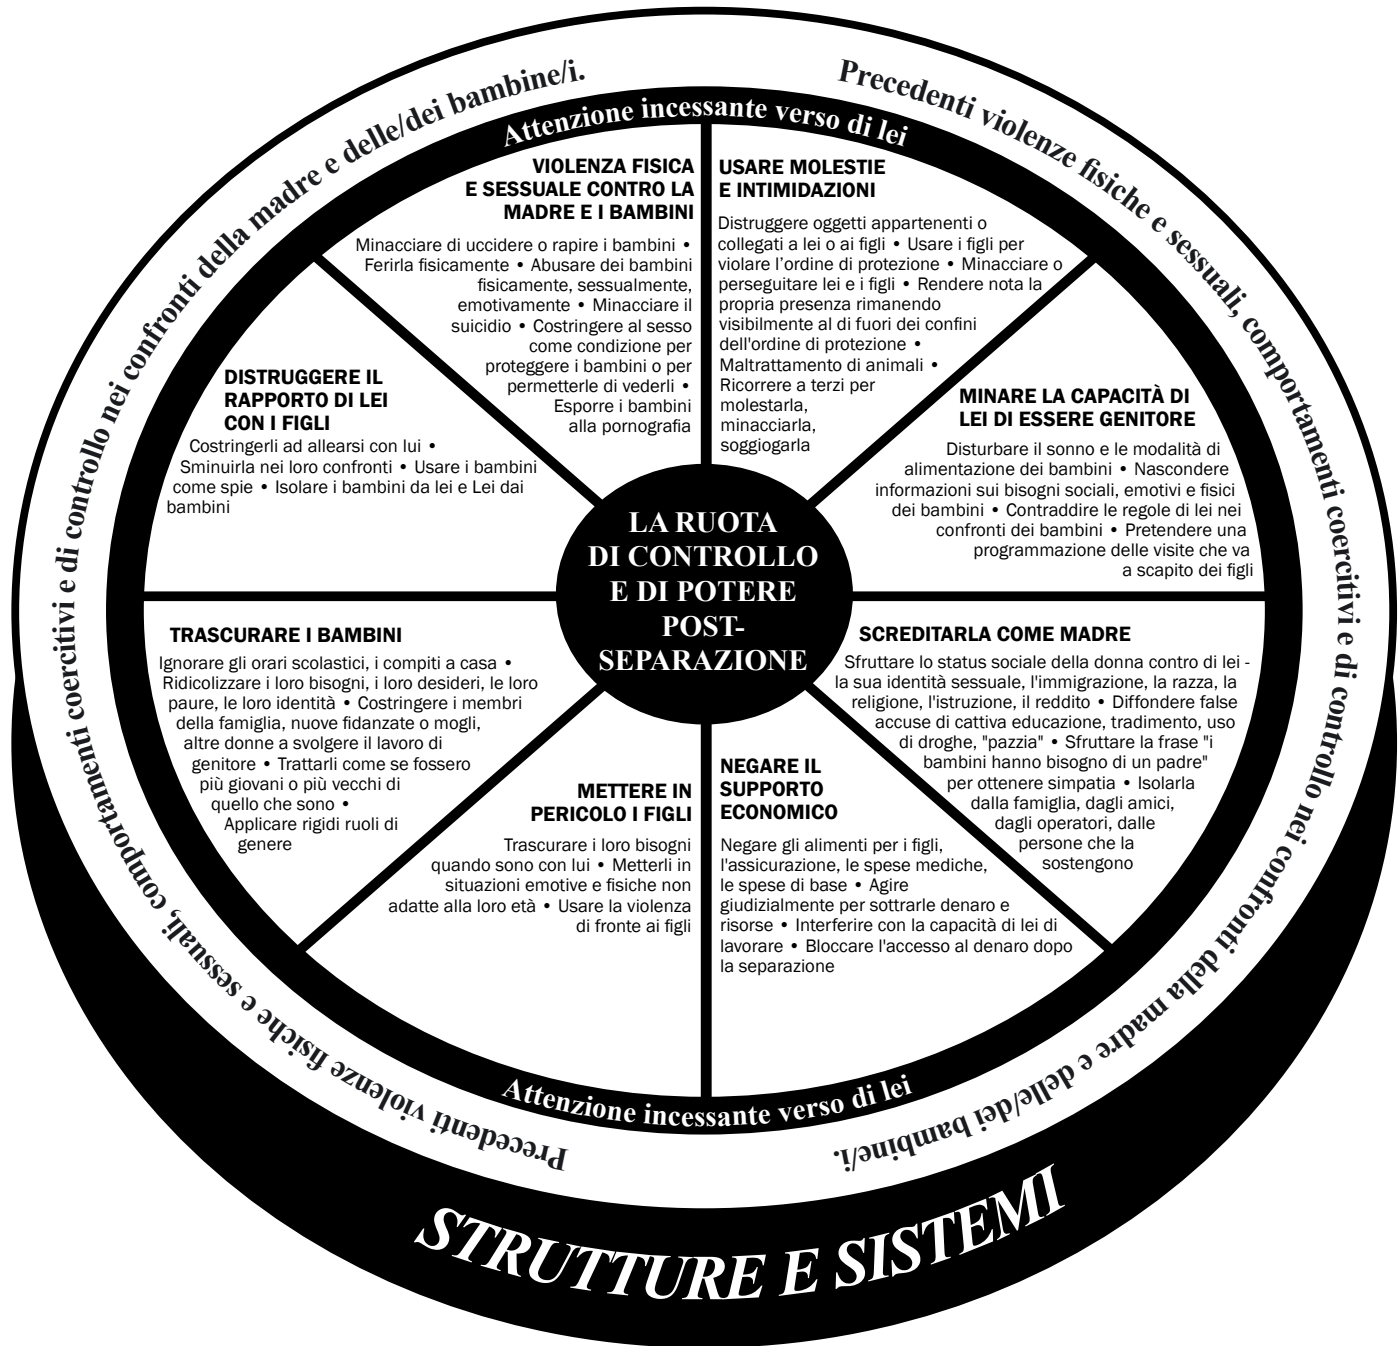 Precedenti violenze fisiche e sessuali, comportamenti coercitivi e di controllo nei confronti della madre e delle/dei bambine/i.
Precedenti violenze fisiche e sessuali, comportamenti coercitivi e di controllo nei confronti della madre e delle/dei bambine/i.
Attenzione incessante verso di lei
VIOLENZA FISICA
E SESSUALE CONTRO LA
MADRE E I BAMBINI
Minacciare di uccidere o rapire i bambini •
Ferirla fisicamente • Abusare dei bambini
fisicamente, sessualmente,
emotivamente • Minacciare il
suicidio • Costringere al sesso
come condizione per
proteggere i bambini o per
permetterle di vederli •
Esporre i bambini
alla pornografia
USARE MOLESTIE
E INTIMIDAZIONI
Distruggere oggetti appartenenti o
collegati a lei o ai figli • Usare i figli per
violare l’ordine di protezione • Minacciare o
perseguitare lei e i figli • Rendere nota la
propria presenza rimanendo
visibilmente al di fuori dei confini
dell'ordine di protezione •
Maltrattamento di animali •
Ricorrere a terzi per
molestarla,
minacciarla,
soggiogarla
DISTRUGGERE IL
RAPPORTO DI LEI
CON I FIGLI
Costringerli ad allearsi con lui •
Sminuirla nei loro confronti • Usare i bambini
come spie • Isolare i bambini da lei e Lei dai
bambini
MINARE LA CAPACITÀ DI
LEI DI ESSERE GENITORE
Disturbare il sonno e le modalità di
alimentazione dei bambini • Nascondere
informazioni sui bisogni sociali, emotivi e fisici
dei bambini • Contraddire le regole di lei nei
confronti dei bambini • Pretendere una
programmazione delle visite che va
a scapito dei figli
LA RUOTA
DI CONTROLLO
E DI POTERE
POST-
SEPARAZIONE
TRASCURARE I BAMBINI
Ignorare gli orari scolastici, i compiti a casa •
Ridicolizzare i loro bisogni, i loro desideri, le loro
paure, le loro identità • Costringere i membri
della famiglia, nuove fidanzate o mogli,
altre donne a svolgere il lavoro di
genitore • Trattarli come se fossero
più giovani o più vecchi di
quello che sono •
Applicare rigidi ruoli di
genere
SCREDITARLA COME MADRE
Sfruttare lo status sociale della donna contro di lei -
la sua identità sessuale, l'immigrazione, la razza, la
religione, l'istruzione, il reddito • Diffondere false
accuse di cattiva educazione, tradimento, uso
di droghe, "pazzia" • Sfruttare la frase "i
bambini hanno bisogno di un padre"
per ottenere simpatia • Isolarla
dalla famiglia, dagli amici,
dagli operatori, dalle
persone che la
sostengono
METTERE IN
PERICOLO I FIGLI
Trascurare i loro bisogni
quando sono con lui • Metterli in
situazioni emotive e fisiche non
adatte alla loro età • Usare la violenza
di fronte ai figli
NEGARE IL
SUPPORTO
ECONOMICO
Negare gli alimenti per i figli,
l'assicurazione, le spese mediche,
le spese di base • Agire
giudizialmente per sottrarle denaro e
risorse • Interferire con la capacità di lei di
lavorare • Bloccare l'accesso al denaro dopo
la separazione
Attenzione incessante verso di lei
STRUTTURE E SISTEMI